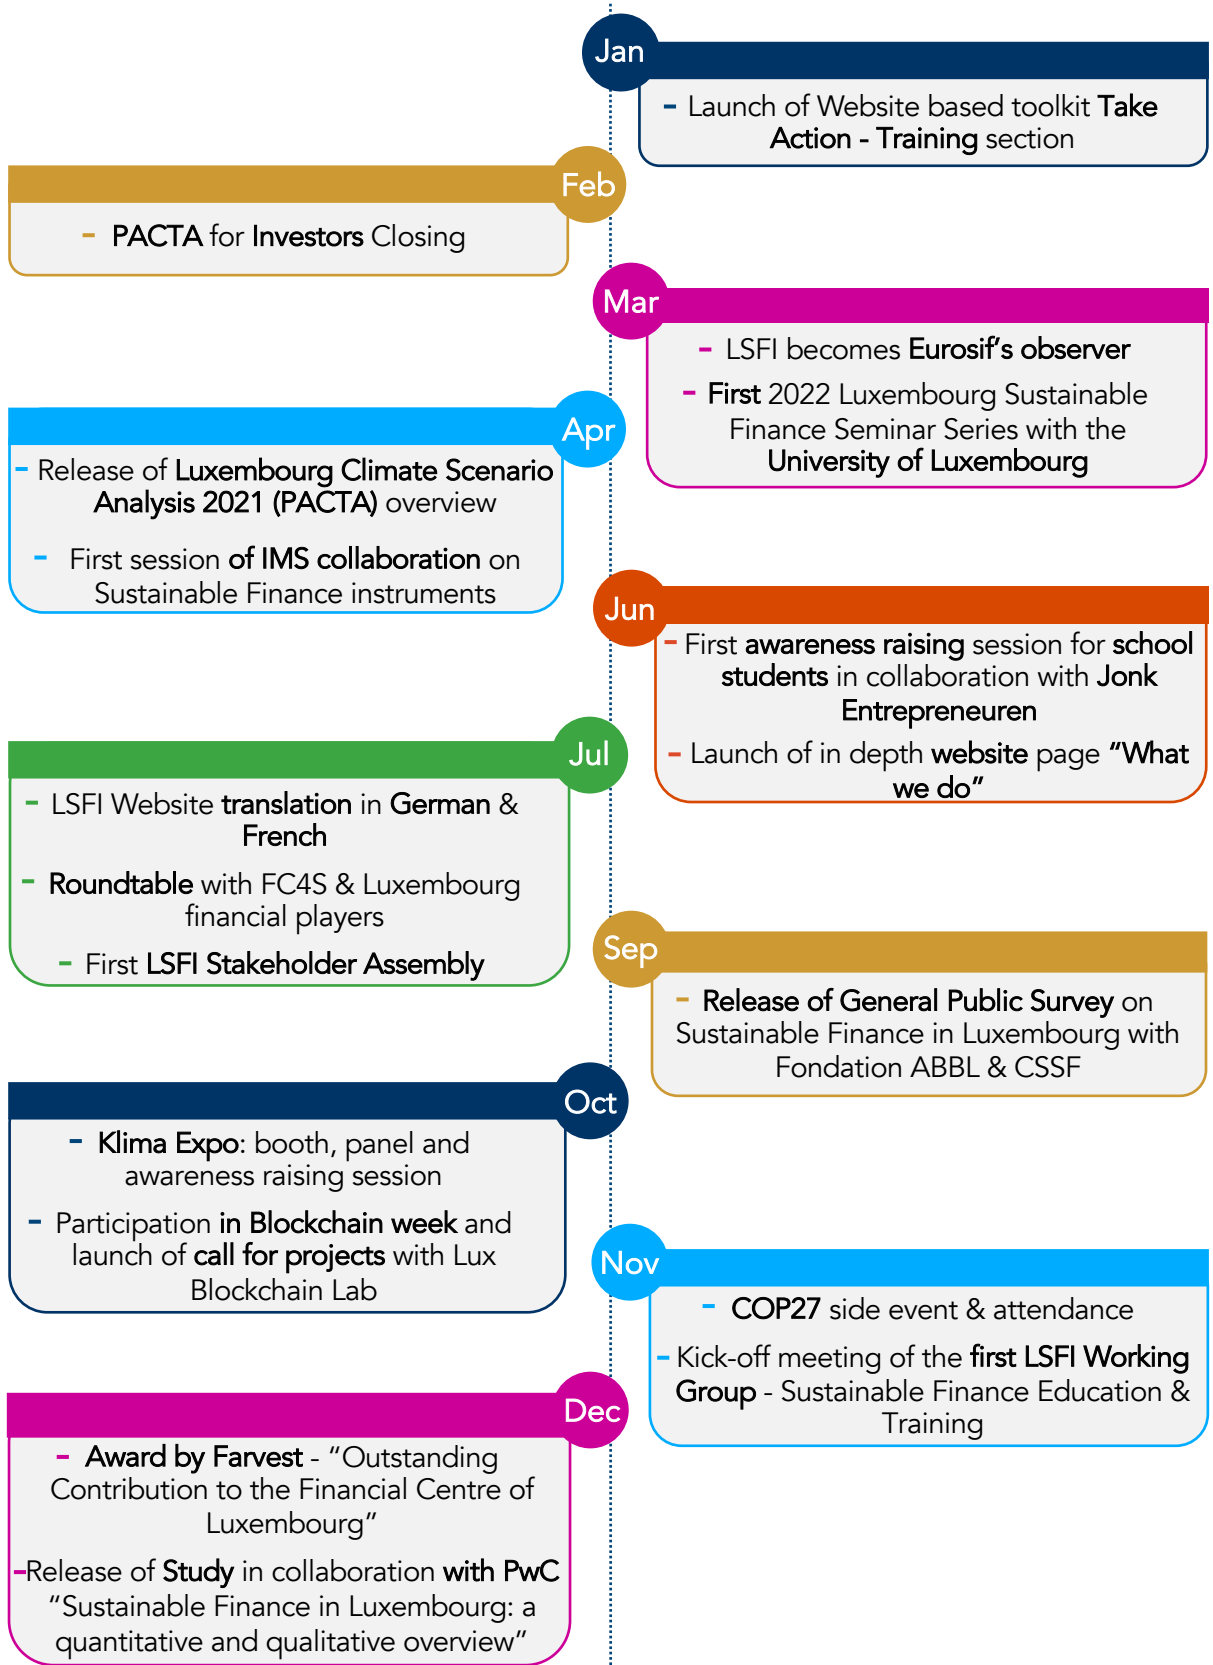 Jan
- Launch of Website based toolkit Take
Action - Training section
Feb
- PACTA for Investors Closing
Mar
- LSFI becomes Eurosif’s observer
- First 2022 Luxembourg Sustainable
Finance Seminar Series with the
University of Luxembourg
Apr
- Release of Luxembourg Climate Scenario
Analysis 2021 (PACTA) overview
- First session of IMS collaboration on
Sustainable Finance instruments
Jun
- First awareness raising session for school
students in collaboration with Jonk
Entrepreneuren
- Launch of in depth website page “What
we do”
Jul
- LSFI Website translation in German &
French
- Roundtable with FC4S & Luxembourg
financial players
- First LSFI Stakeholder Assembly
Sep
- Release of General Public Survey on
Sustainable Finance in Luxembourg with
Fondation ABBL & CSSF
Oct
- Klima Expo: booth, panel and
awareness raising session
- Participation in Blockchain week and
launch of call for projects with Lux
Blockchain Lab
Nov
- COP27 side event & attendance
- Kick-off meeting of the first LSFI Working
Group - Sustainable Finance Education &
Training
Dec
- Award by Farvest - “Outstanding
Contribution to the Financial Centre of
Luxembourg”
-Release of Study in collaboration with PwC
“Sustainable Finance in Luxembourg: a
quantitative and qualitative overview”